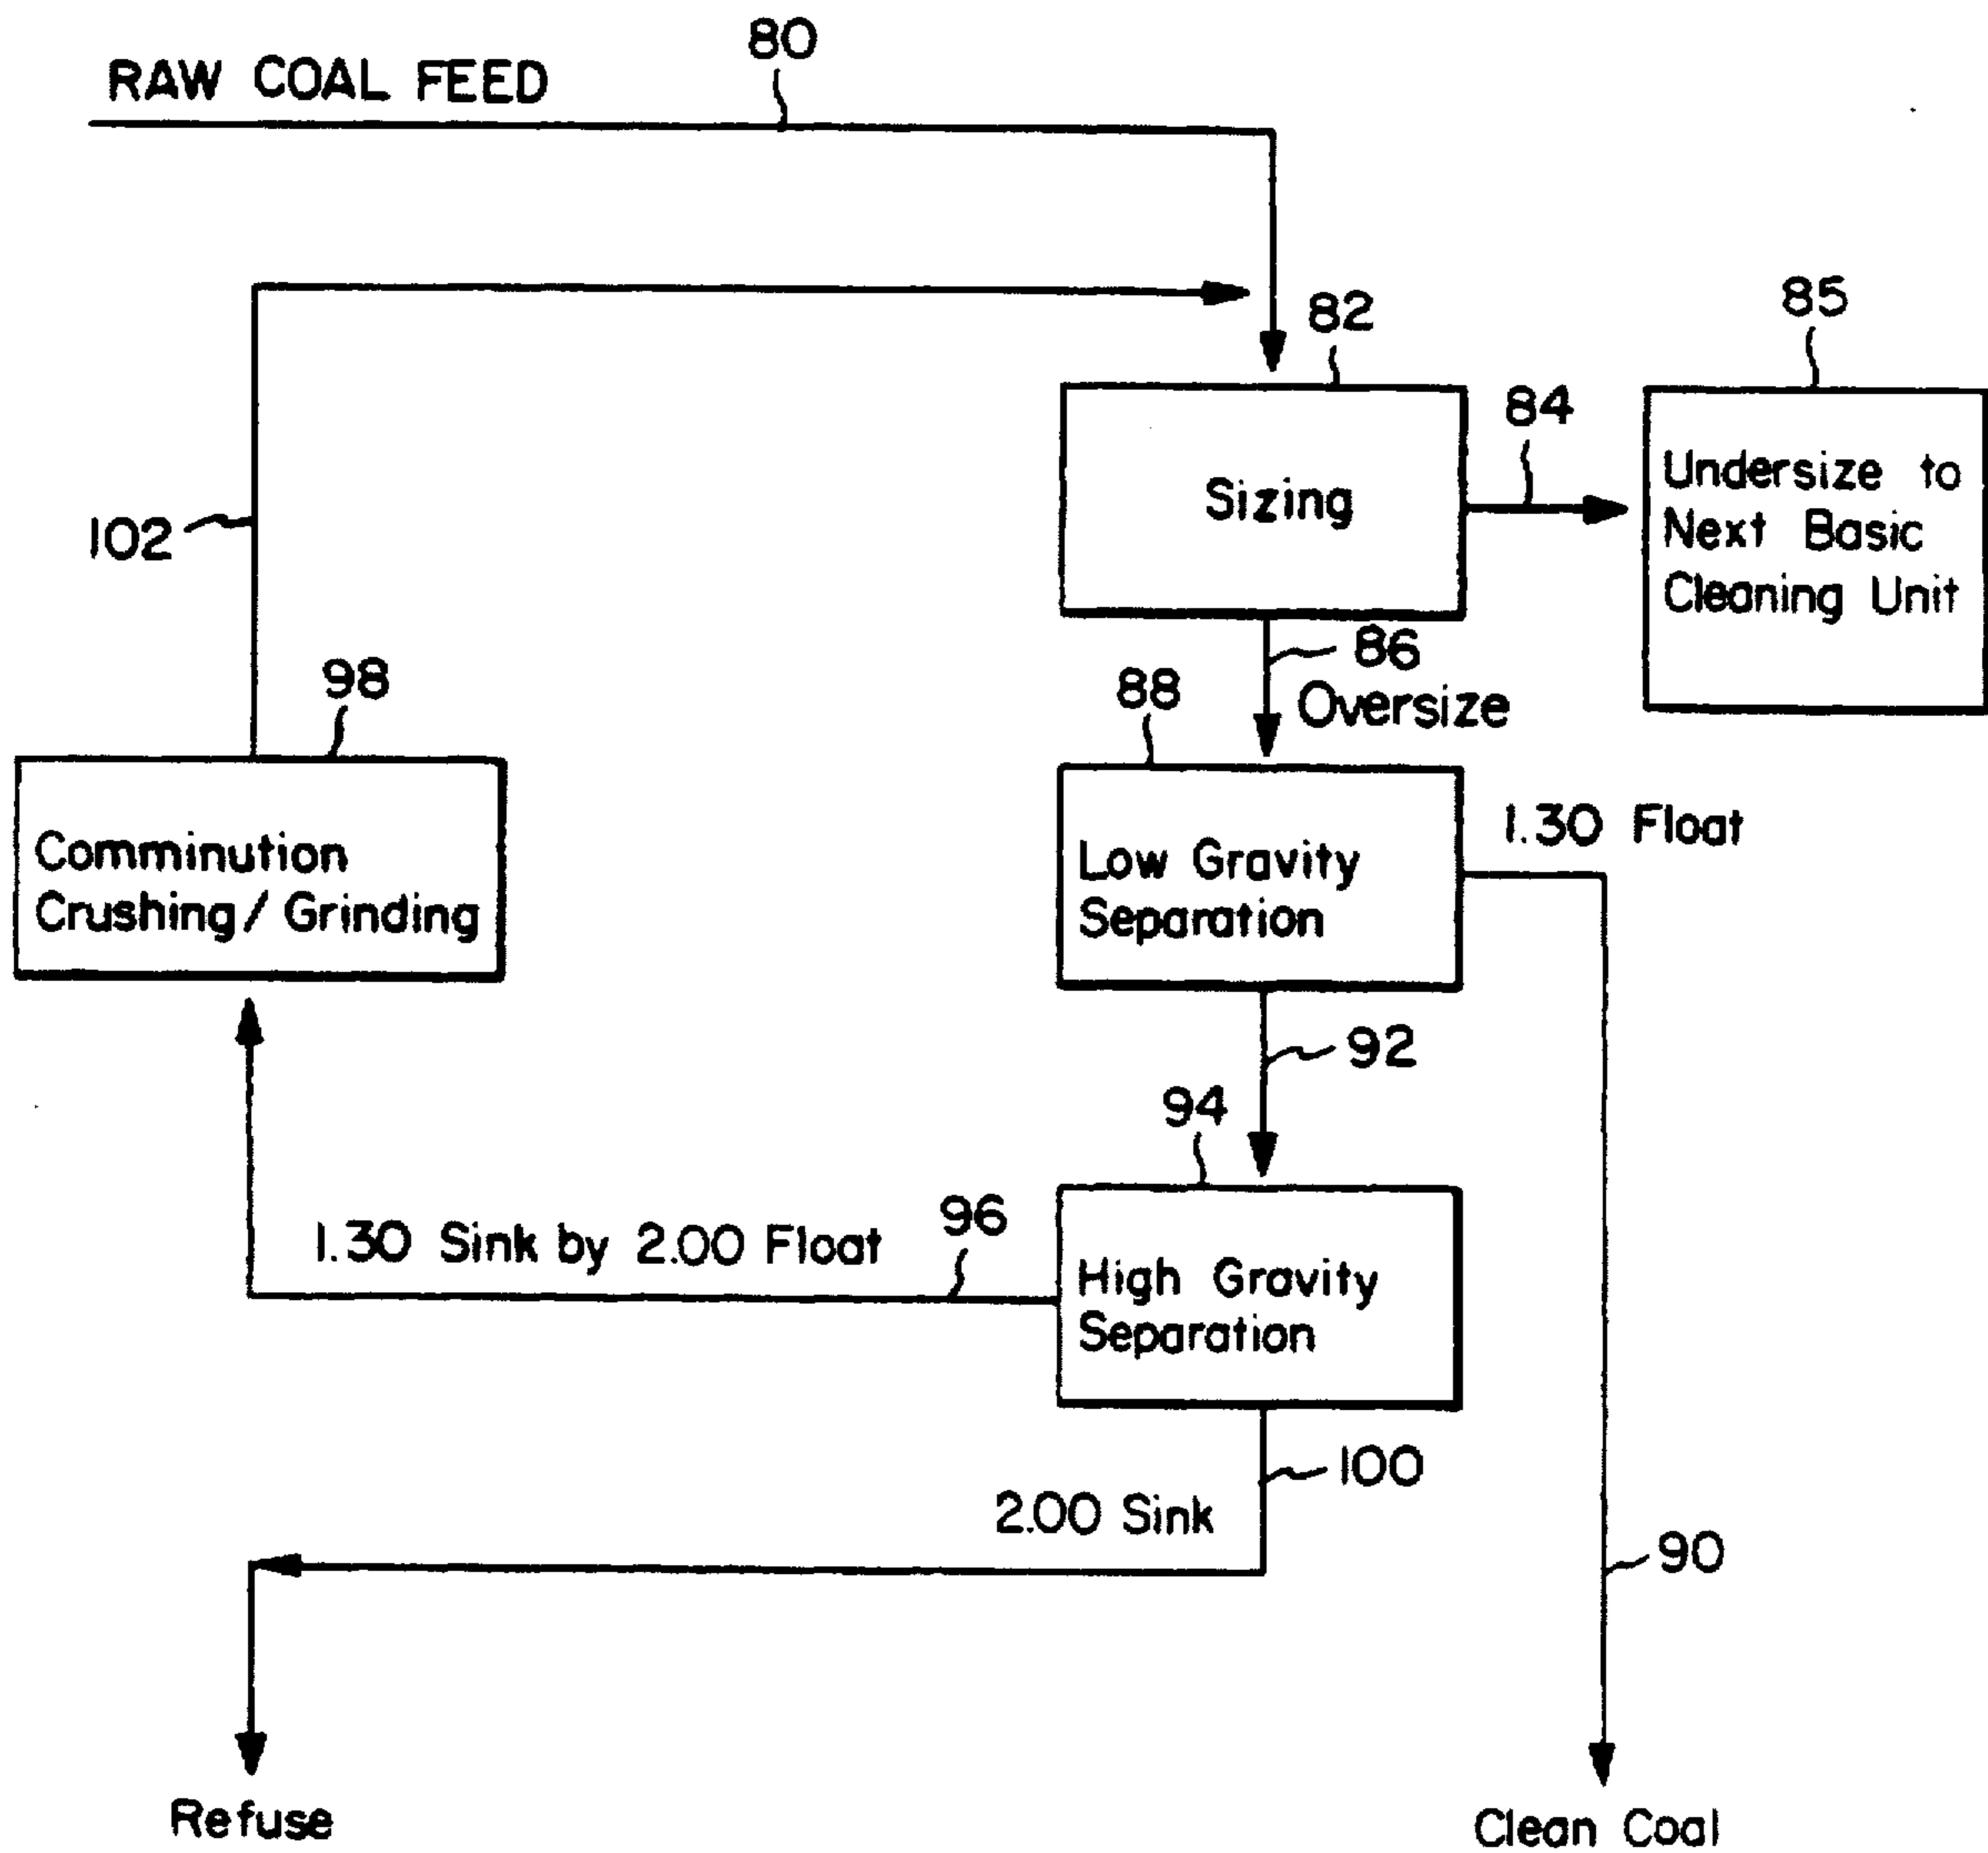 80
RAW COAL FEED
82
85
84
Sizing
Undersize to
Next Basic
Cleaning Unit
102
86
Oversize
98
88
1.30 Float
Comminution
Crushing/Grinding
Low Gravity
Separation
92
94
96
1.30 Sink by 2.00 Float
High Gravity
Separation
100
2.00 Sink
90
Refuse
Clean Coal